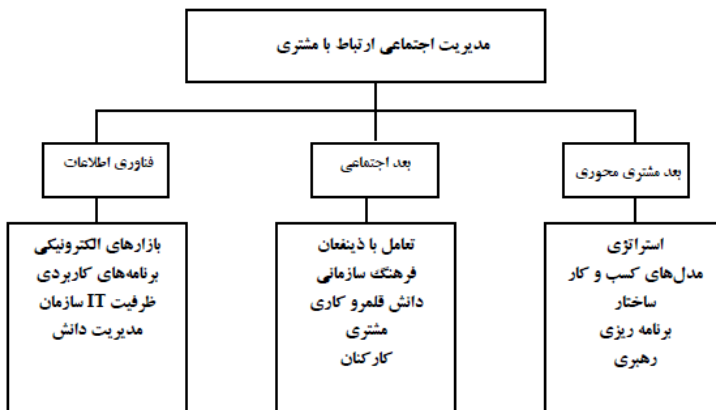 مدیریت اجتماعی ارتباط با مشتری
بعد مشتری محوری
بعد اجتماعی
فناوری اطلاعات
استراتژی
مدل‌های کسب و کار
ساختار
برنامه ریزی
رهبری
تعامل با ذینفعان
فرهنگ سازمانی
دانش قلمرو کاری
مشتری
کارکنان
بازارهای الکترونیکی
برنامه‌های کاربردی
ظرفیت IT سازمان
مدیریت دانش